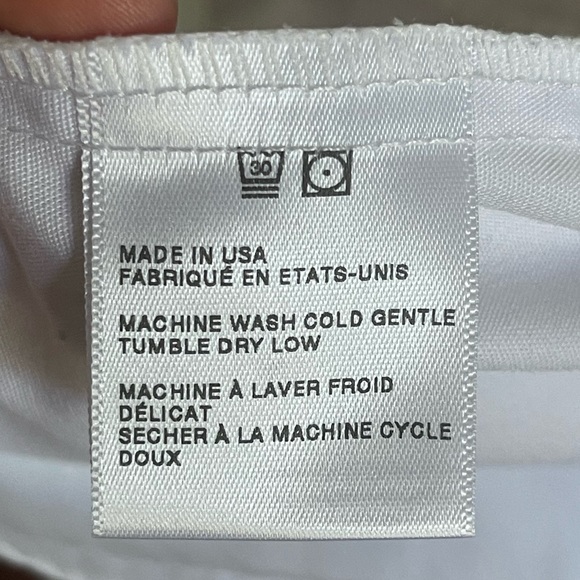 30
MADE IN USA
FABRIQUÉ EN ETATS-UNIS
MACHINE WASH COLD GENTLE
TUMBLE DRY LOW
MACHINE À LAVER FROID
DÉLICAT
SECHER À LA MACHINE CYCLE
DOUX